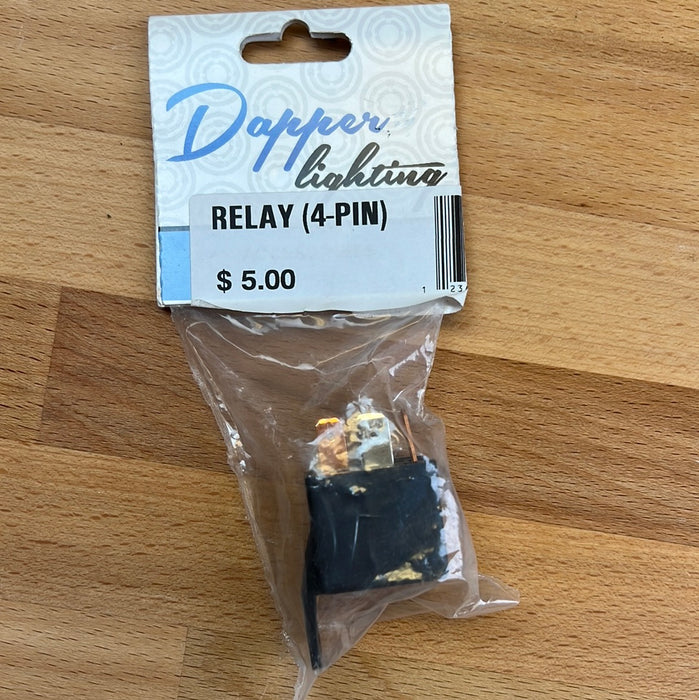 Dapper
lighting
RELAY (4-PIN)
$ 5.00
1 23